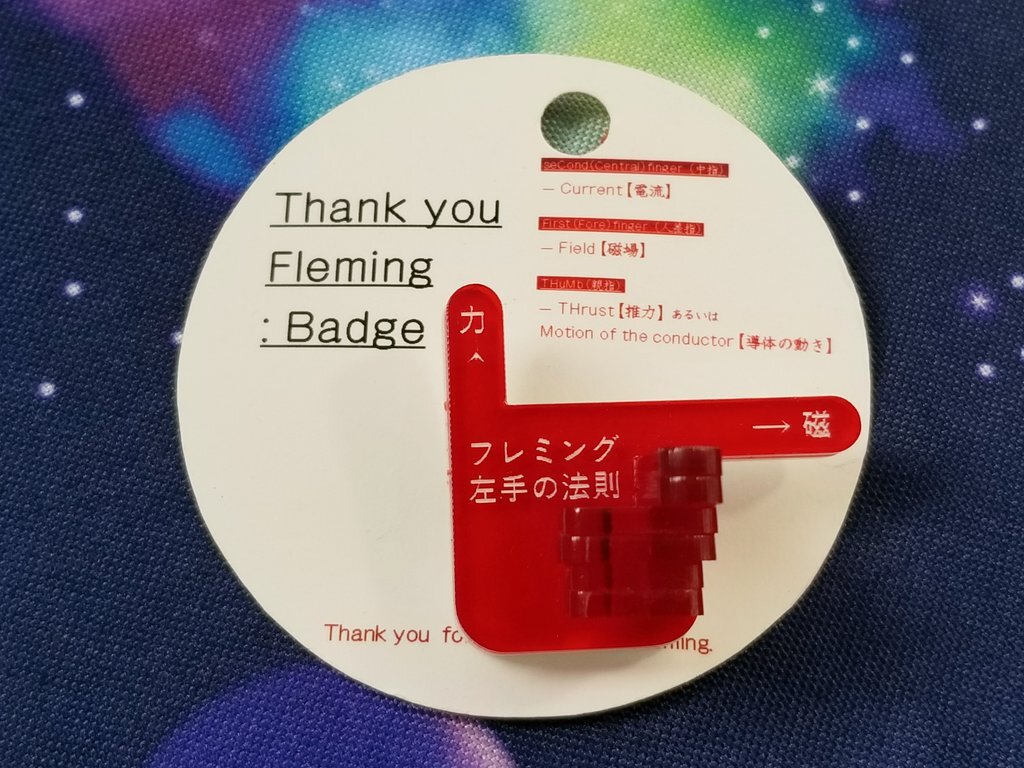 Thank you
Fleming
: Badge
seCond(Central)finger (中指)
— Current【電流】
First(Fore)finger (人差指)
— Field【磁場】
THuMb(親指)
— THrust【推力】あるいは
Motion of the conductor【導体の動き】
力
→ 磁
フレミング
左手の法則
Thank you